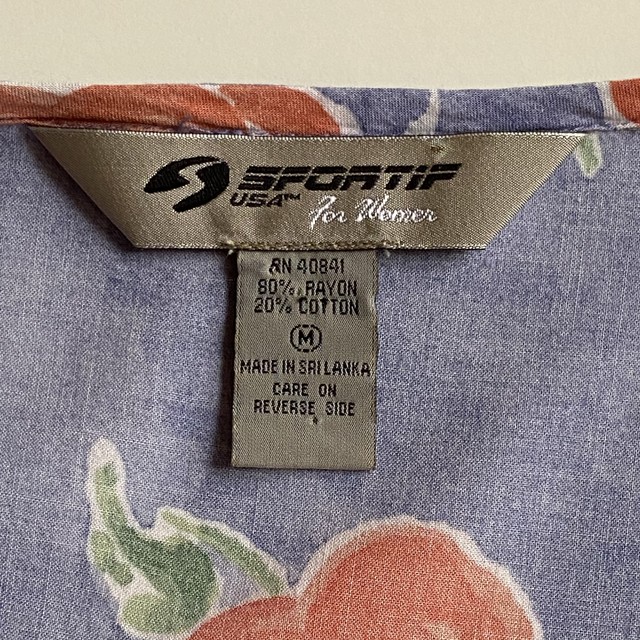 SPORTIF
USA™ For Women
RN 40841
80% RAYON
20% COTTON
M
MADE IN SRI LANKA
CARE ON
REVERSE SIDE